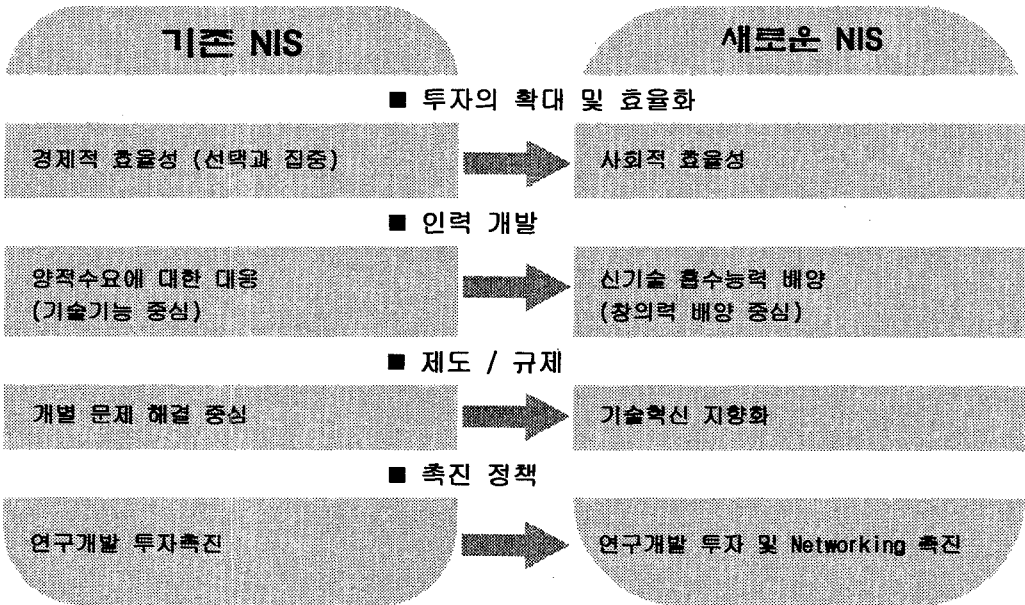 기존 NIS
새로운 NIS
■ 투자의 확대 및 효율화
경제적 효율성 (선택과 집중)
사회적 효율성
■ 인력 개발
양적수요에 대한 대응
(기술기능 중심)
신기술 흡수능력 배양
(창의력 배양 중심)
■ 제도 / 규제
개별 문제 해결 중심
기술혁신 지향화
■ 촉진 정책
연구개발 투자촉진
연구개발 투자 및 Networking 촉진